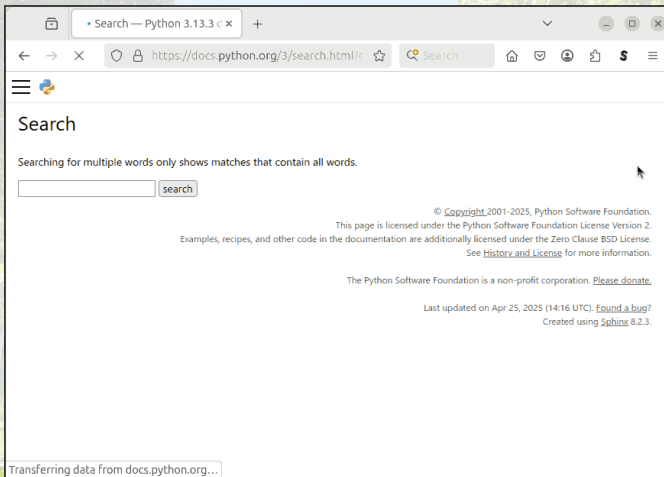 Search — Python 3.13.3 d
https://docs.python.org/3/search.html?
Search
Search
Searching for multiple words only shows matches that contain all words.
search
© Copyright 2001-2025, Python Software Foundation.
This page is licensed under the Python Software Foundation License Version 2.
Examples, recipes, and other code in the documentation are additionally licensed under the Zero Clause BSD License.
See History and License for more information.
The Python Software Foundation is a non-profit corporation. Please donate.
Last updated on Apr 25, 2025 (14:16 UTC). Found a bug?
Created using Sphinx 8.2.3.
Transferring data from docs.python.org…